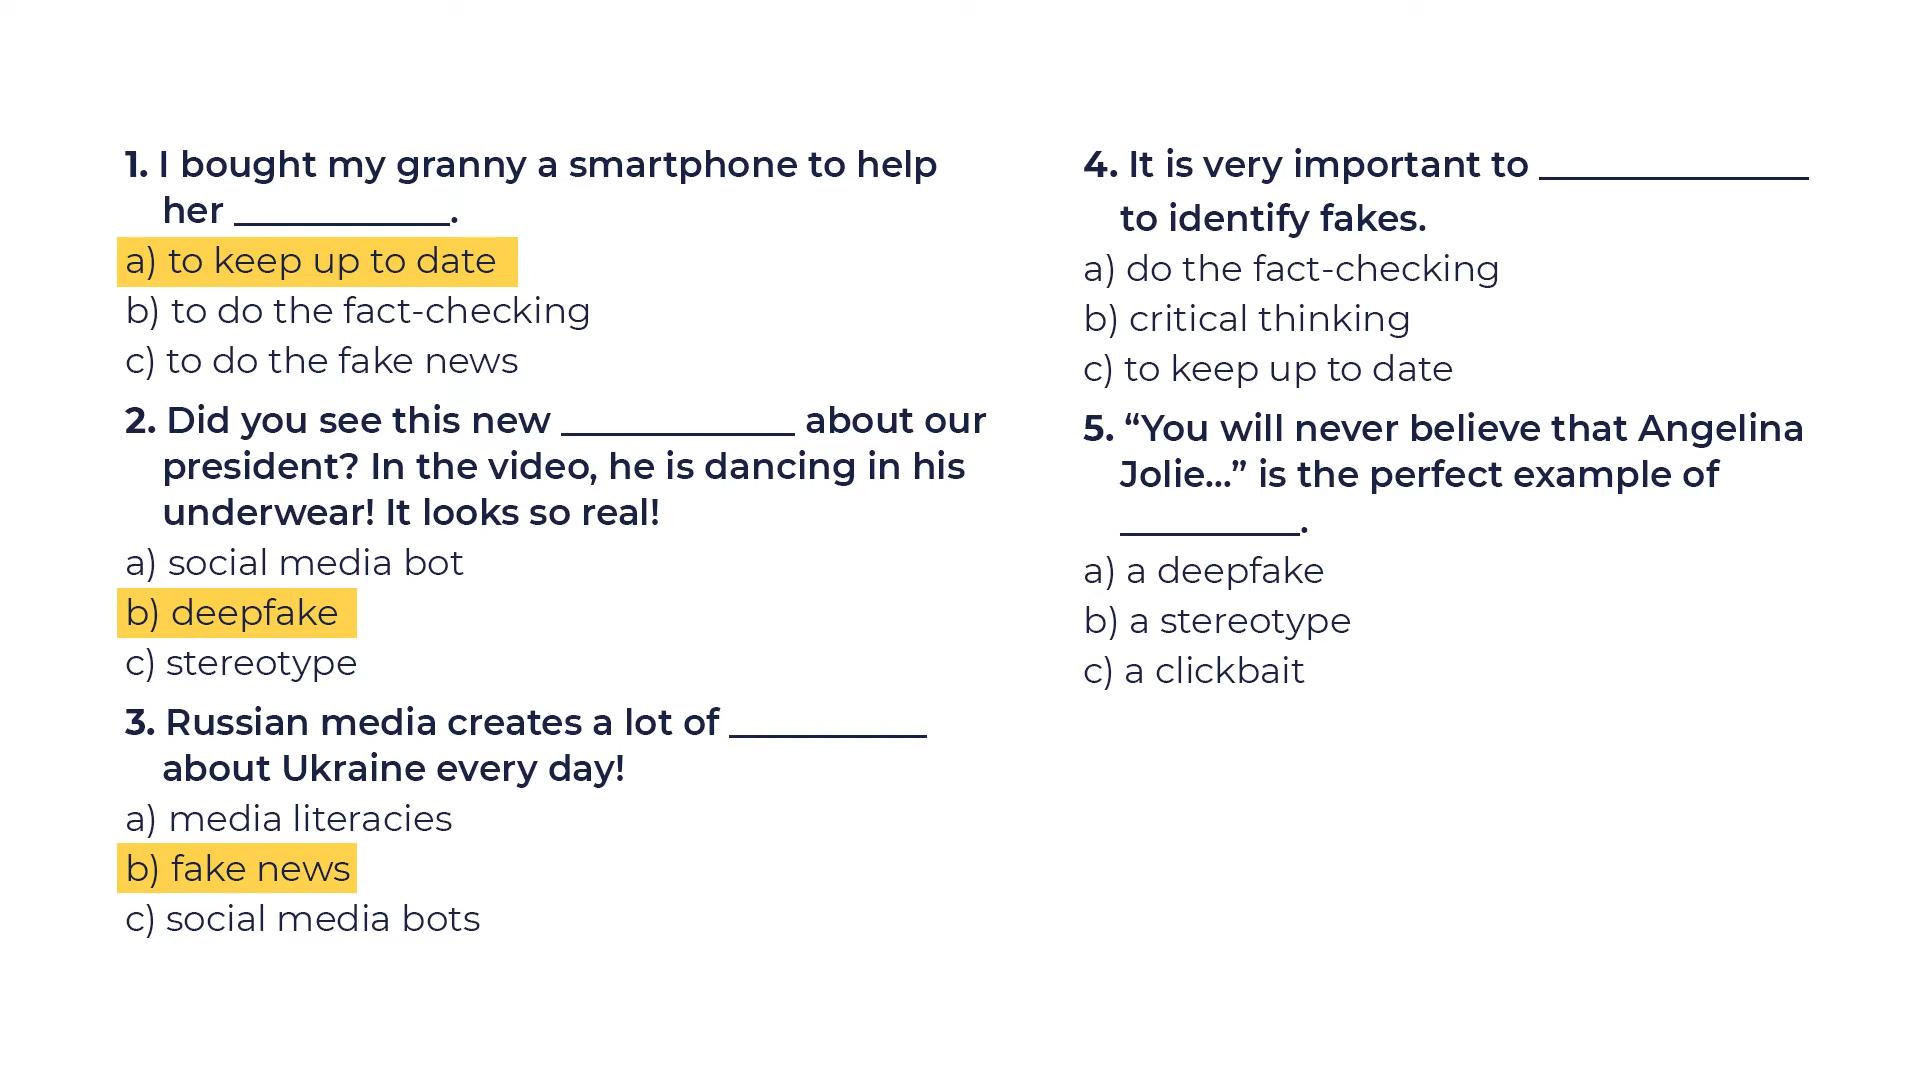 1. I bought my granny a smartphone to help
her ___________.
a) to keep up to date
b) to do the fact-checking
c) to do the fake news
2. Did you see this new ____________ about our
president? In the video, he is dancing in his
underwear! It looks so real!
a) social media bot
b) deepfake
c) stereotype
3. Russian media creates a lot of __________
about Ukraine every day!
a) media literacies
b) fake news
c) social media bots
4. It is very important to ______________
to identify fakes.
a) do the fact-checking
b) critical thinking
c) to keep up to date
5. “You will never believe that Angelina
Jolie...” is the perfect example of
_________.
a) a deepfake
b) a stereotype
c) a clickbait